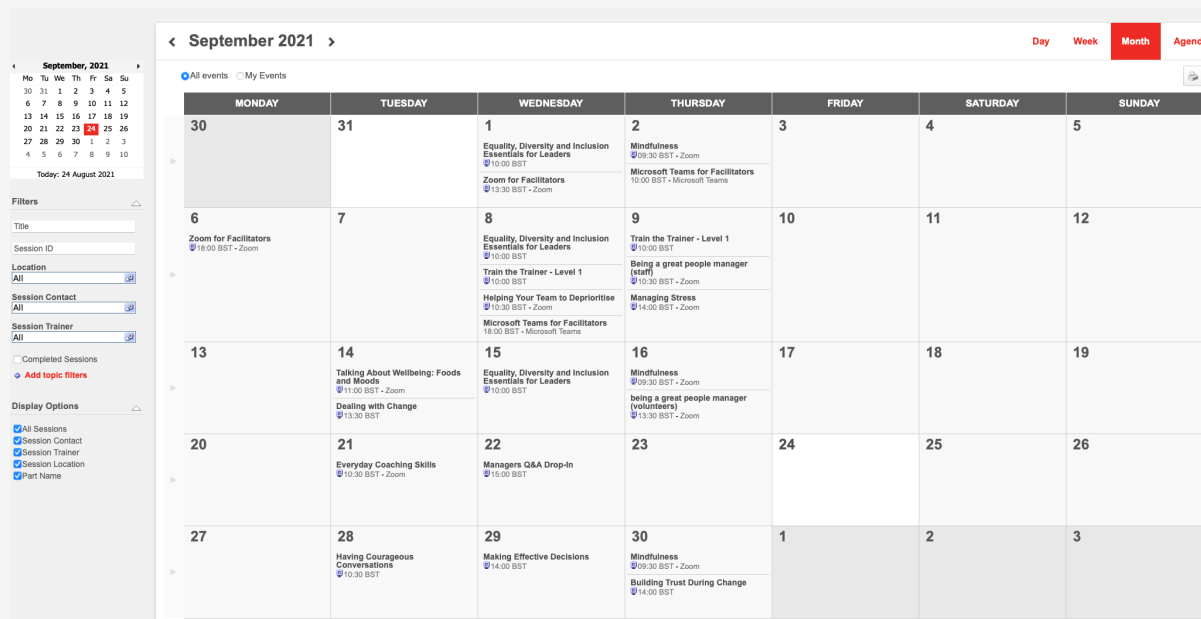 September 2021
Day Week Month Agend
September, 2021
Mo Tu We Th Fr Sa Su
30 31 1 2 3 4 5
6 7 8 9 10 11 12
13 14 15 16 17 18 19
20 21 22 23 24 25 26
27 28 29 30 1 2 3
4 5 6 7 8 9 10
Today: 24 August 2021
Filters
Title
Session ID
Location
All
Session Contact
All
Session Trainer
All
Completed Sessions
Add topic filters
Display Options
All Sessions
Session Contact
Session Trainer
Session Location
Part Name
All events My Events
MONDAY TUESDAY WEDNESDAY THURSDAY FRIDAY SATURDAY SUNDAY
30
31
1
Equality, Diversity and Inclusion
Essentials for Leaders
10:00 BST
Zoom for Facilitators
13:30 BST - Zoom
2
Mindfulness
09:30 BST - Zoom
Microsoft Teams for Facilitators
10:00 BST - Microsoft Teams
3
4
5
6
Zoom for Facilitators
18:00 BST - Zoom
7
8
Equality, Diversity and Inclusion
Essentials for Leaders
10:00 BST
Train the Trainer - Level 1
10:00 BST
Helping Your Team to Deprioritise
10:30 BST - Zoom
Microsoft Teams for Facilitators
18:00 BST - Microsoft Teams
9
Train the Trainer - Level 1
10:00 BST
Being a great people manager
(staff)
10:30 BST - Zoom
Managing Stress
14:00 BST - Zoom
10
11
12
13
14
Talking About Wellbeing: Foods
and Moods
11:00 BST - Zoom
Dealing with Change
13:30 BST
15
Equality, Diversity and Inclusion
Essentials for Leaders
10:00 BST
16
Mindfulness
09:30 BST - Zoom
being a great people manager
(volunteers)
13:30 BST - Zoom
17
18
19
20
21
Everyday Coaching Skills
10:30 BST - Zoom
22
Managers Q&A Drop-In
15:00 BST
23
24
25
26
27
28
Having Courageous
Conversations
10:30 BST
29
Making Effective Decisions
14:00 BST
30
Mindfulness
09:30 BST - Zoom
Building Trust During Change
14:00 BST
1
2
3